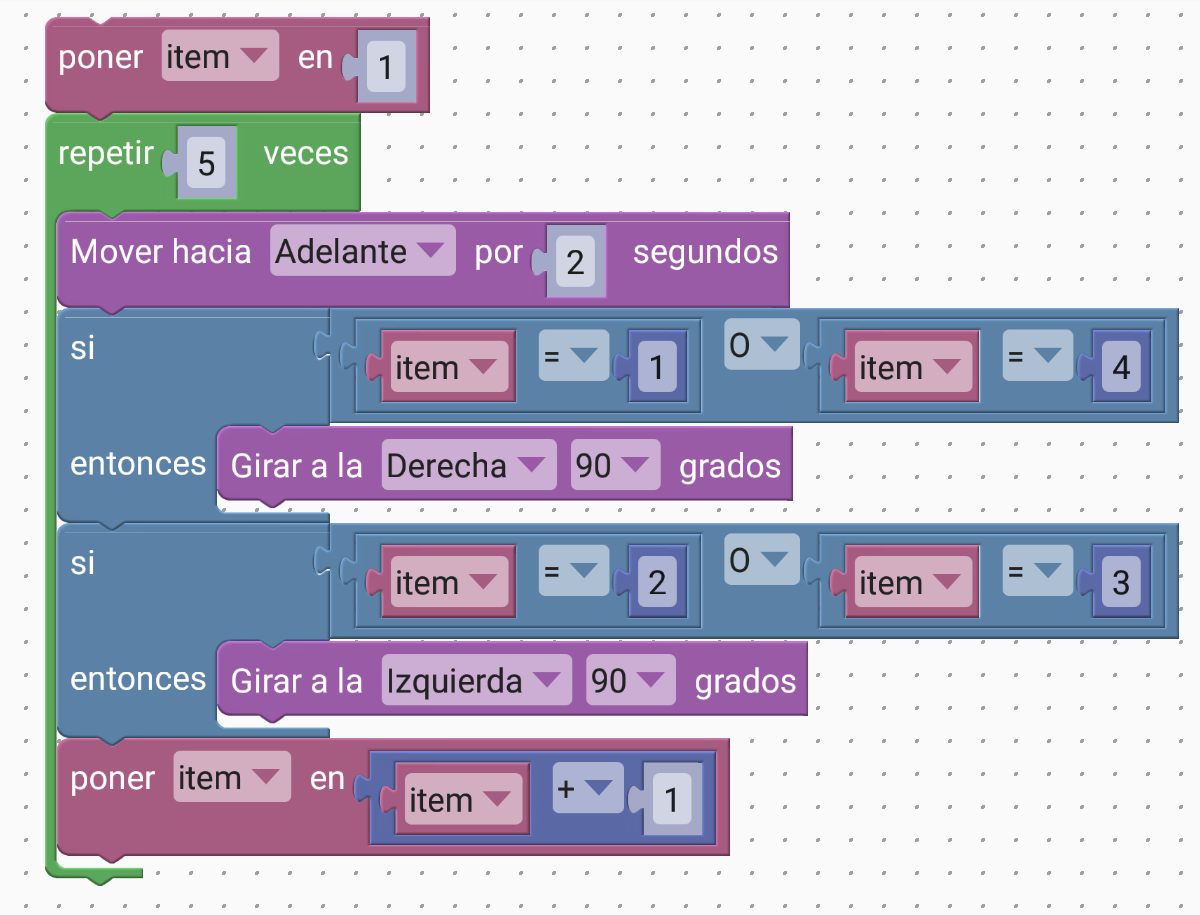 poner item en 1
repetir 5 veces
Mover hacia Adelante por 2 segundos
si item = 1 O item = 4
entonces Girar a la Derecha 90 grados
si item = 2 O item = 3
entonces Girar a la Izquierda 90 grados
poner item en item + 1